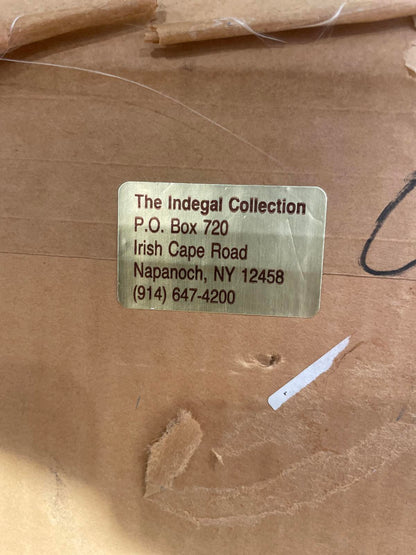 The Indegal Collection
P.O. Box 720
Irish Cape Road
Napanoch, NY 12458
(914) 647-4200